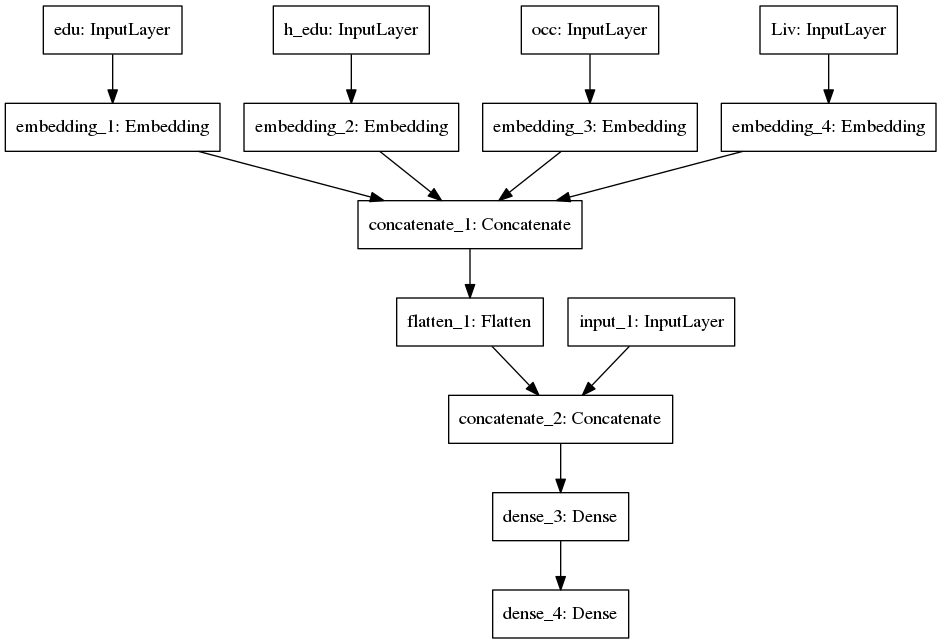 edu: InputLayer
h_edu: InputLayer
occ: InputLayer
Liv: InputLayer
embedding_1: Embedding
embedding_2: Embedding
embedding_3: Embedding
embedding_4: Embedding
concatenate_1: Concatenate
flatten_1: Flatten
input_1: InputLayer
concatenate_2: Concatenate
dense_3: Dense
dense_4: Dense